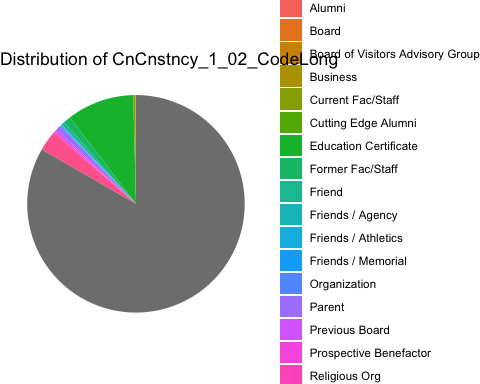 Distribution of CnCnstncy_1_02_CodeLong
Alumni
Board
Board of Visitors Advisory Group
Business
Current Fac/Staff
Cutting Edge Alumni
Education Certificate
Former Fac/Staff
Friend
Friends / Agency
Friends / Athletics
Friends / Memorial
Organization
Parent
Previous Board
Prospective Benefactor
Religious Org